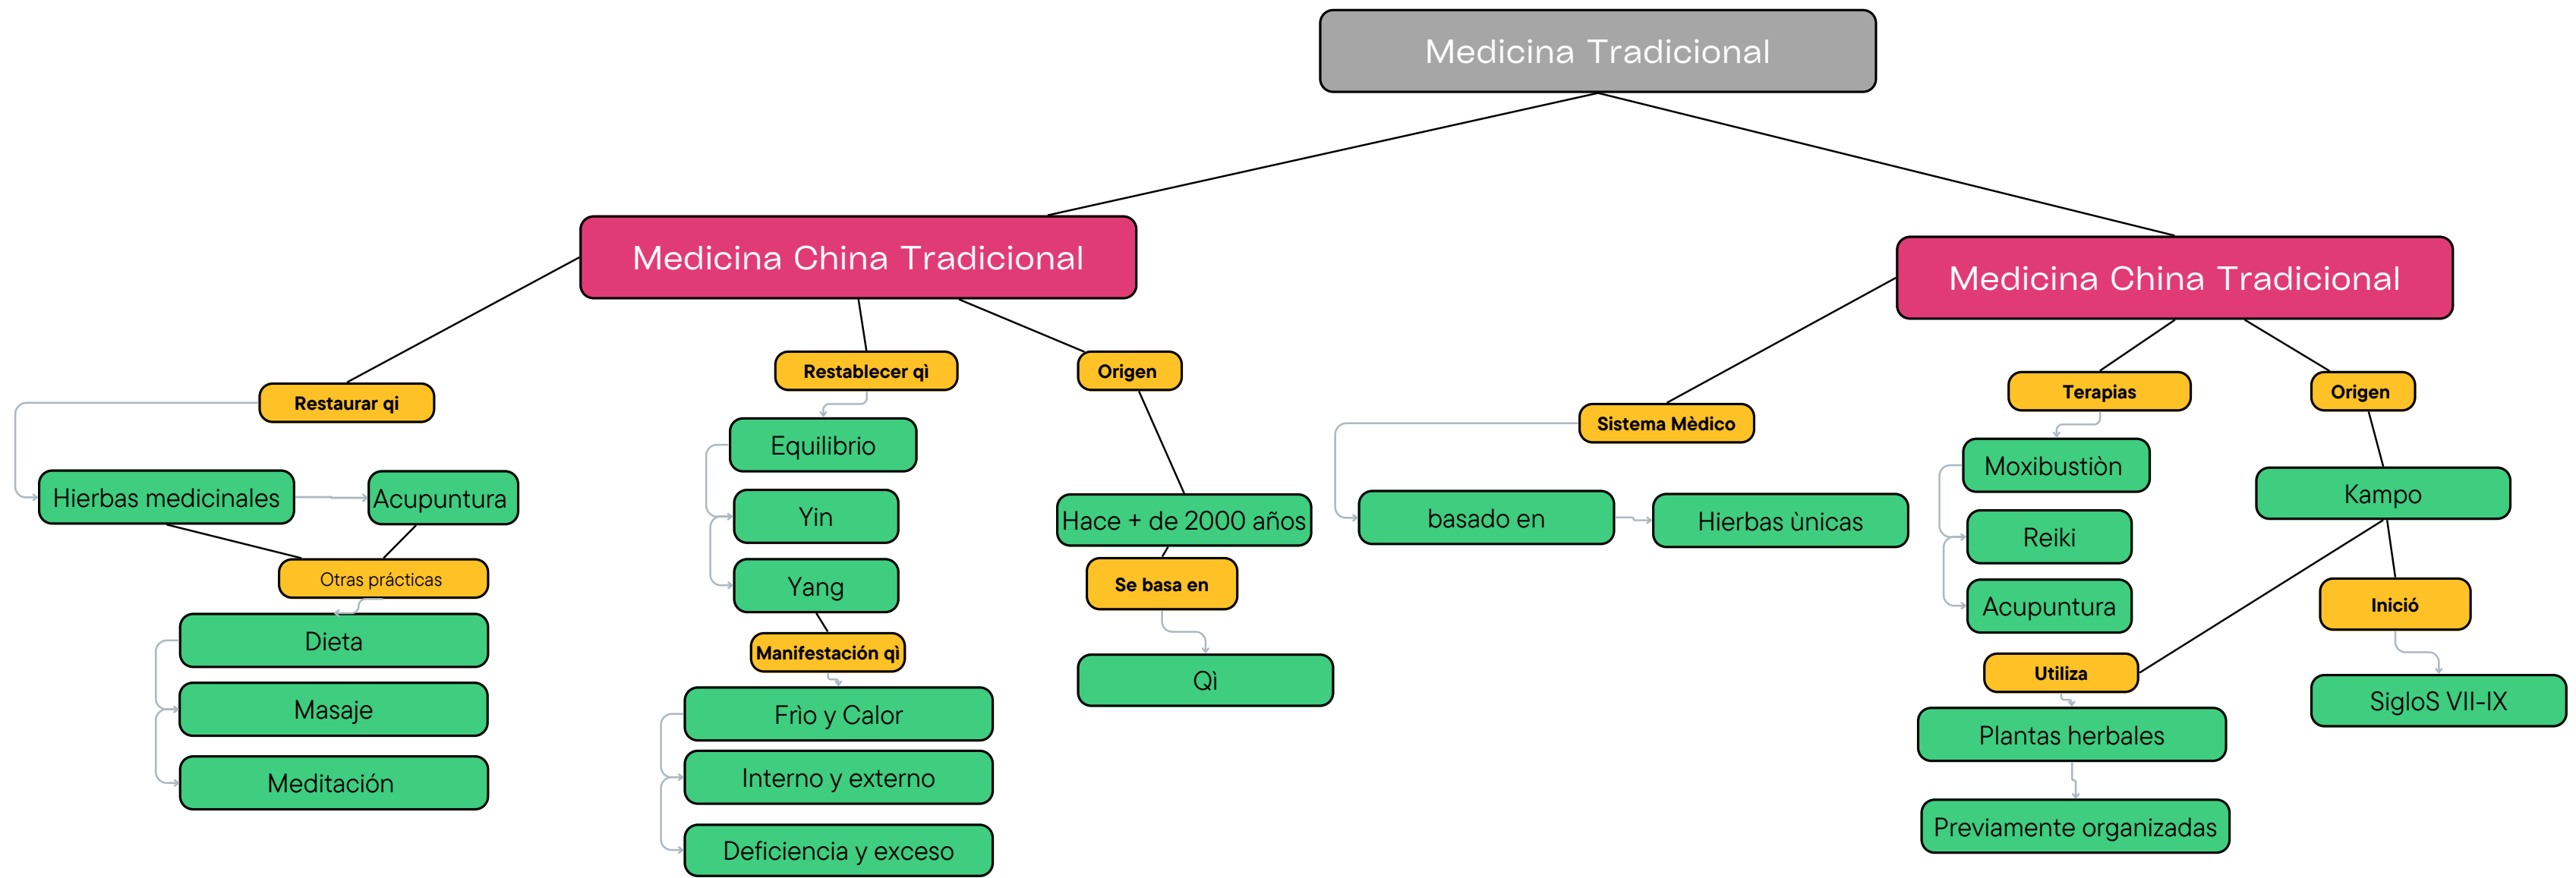 Medicina Tradicional
Medicina China Tradicional
Restaurar qi
Hierbas medicinales
Acupuntura
Otras prácticas
Dieta
Masaje
Meditación
Restablecer qì
Equilibrio
Yin
Yang
Manifestación qì
Frìo y Calor
Interno y externo
Deficiencia y exceso
Origen
Hace + de 2000 años
Se basa en
Qì
Medicina China Tradicional
Sistema Mèdico
basado en
Hierbas ùnicas
Terapias
Moxibustiòn
Reiki
Acupuntura
Origen
Kampo
Utiliza
Plantas herbales
Previamente organizadas
Inició
SigloS VII-IX